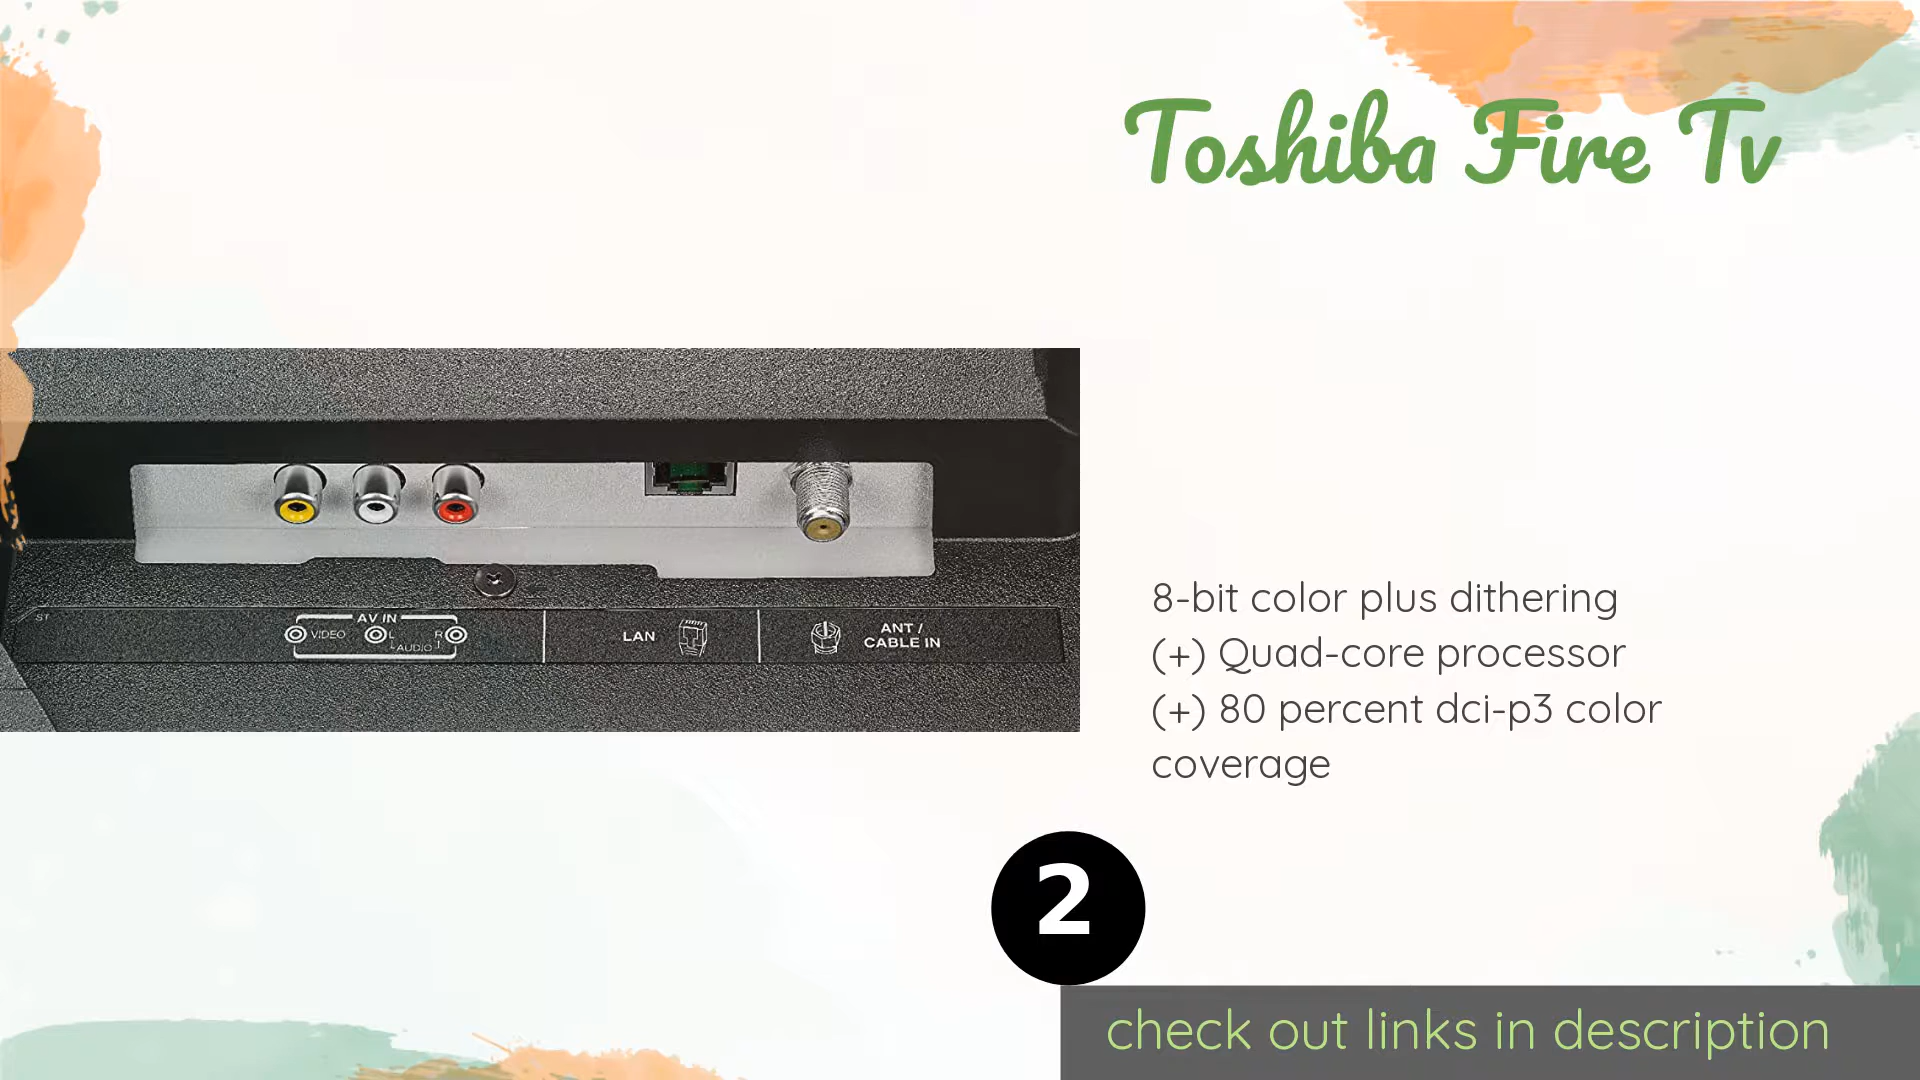 Toshiba Fire Tv
ST
AV IN
VIDEO L R
AUDIO
LAN
ANT /
CABLE IN
8-bit color plus dithering
(+) Quad-core processor
(+) 80 percent dci-p3 color
coverage
2
check out links in description